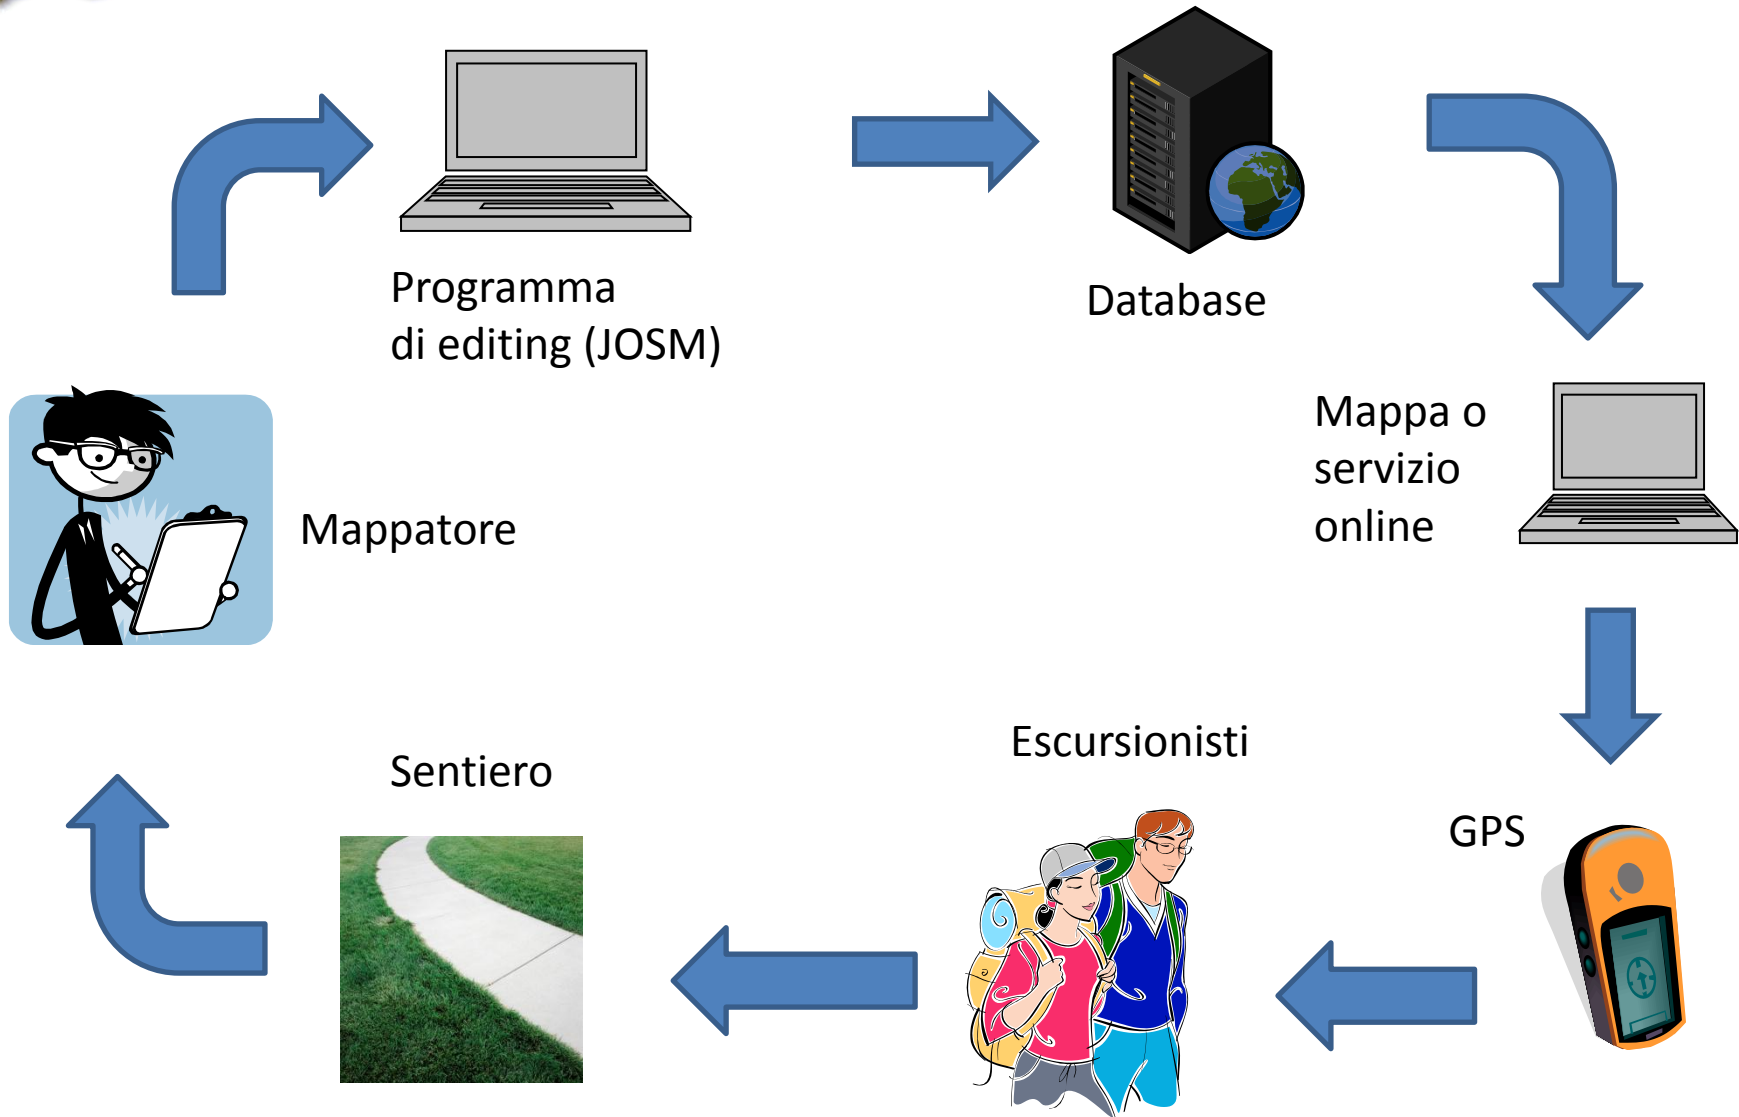 Programma
di editing (JOSM)
Database
Mappa o
servizio
online
Mappatore
Escursionisti
Sentiero
GPS